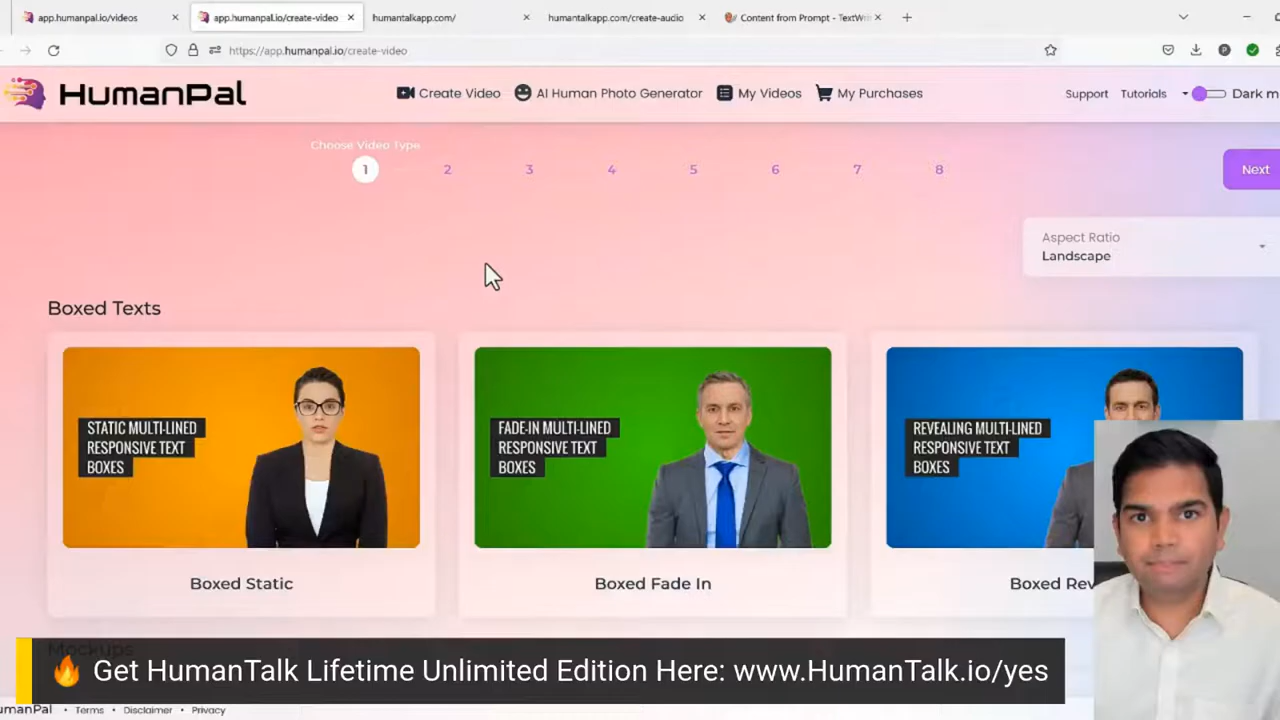 app.humanpal.io/videos
app.humanpal.io/create-video
humantalkapp.com/
humantalkapp.com/create-audio
Content from Prompt - TextWri
https://app.humanpal.io/create-video
HumanPal
Create Video
AI Human Photo Generator
My Videos
My Purchases
Support
Tutorials
Dark m
Choose Video Type
1
2
3
4
5
6
7
8
Next
Aspect Ratio
Landscape
Boxed Texts
STATIC MULTI-LINED
RESPONSIVE TEXT
BOXES
FADE-IN MULTI-LINED
RESPONSIVE TEXT
BOXES
REVEALING MULTI-LINED
RESPONSIVE TEXT
BOXES
Boxed Static
Boxed Fade In
Boxed Rev
Mockups
🔥 Get HumanTalk Lifetime Unlimited Edition Here: www.HumanTalk.io/yes
umanPal • Terms • Disclaimer • Privacy